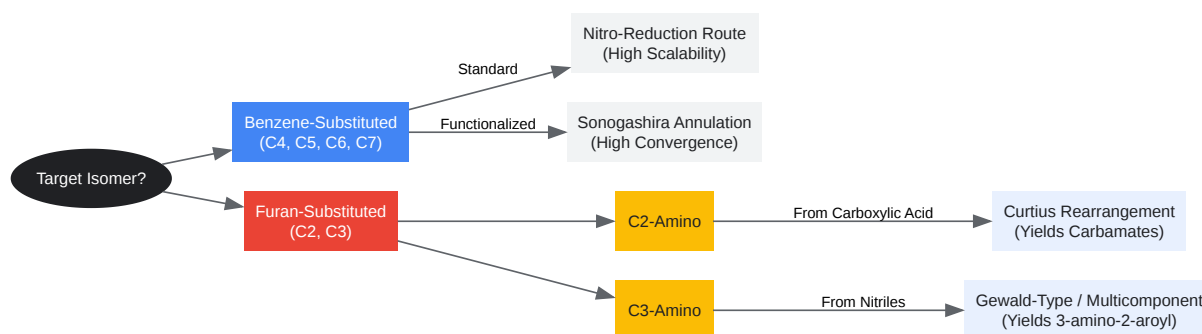 Target Isomer?
Benzene-Substituted
(C4, C5, C6, C7)
Standard
Nitro-Reduction Route
(High Scalability)
Functionalized
Sonogashira Annulation
(High Convergence)
Furan-Substituted
(C2, C3)
C2-Amino
From Carboxylic Acid
Curtius Rearrangement
(Yields Carbamates)
C3-Amino
From Nitriles
Gewald-Type / Multicomponent
(Yields 3-amino-2-aroyl)